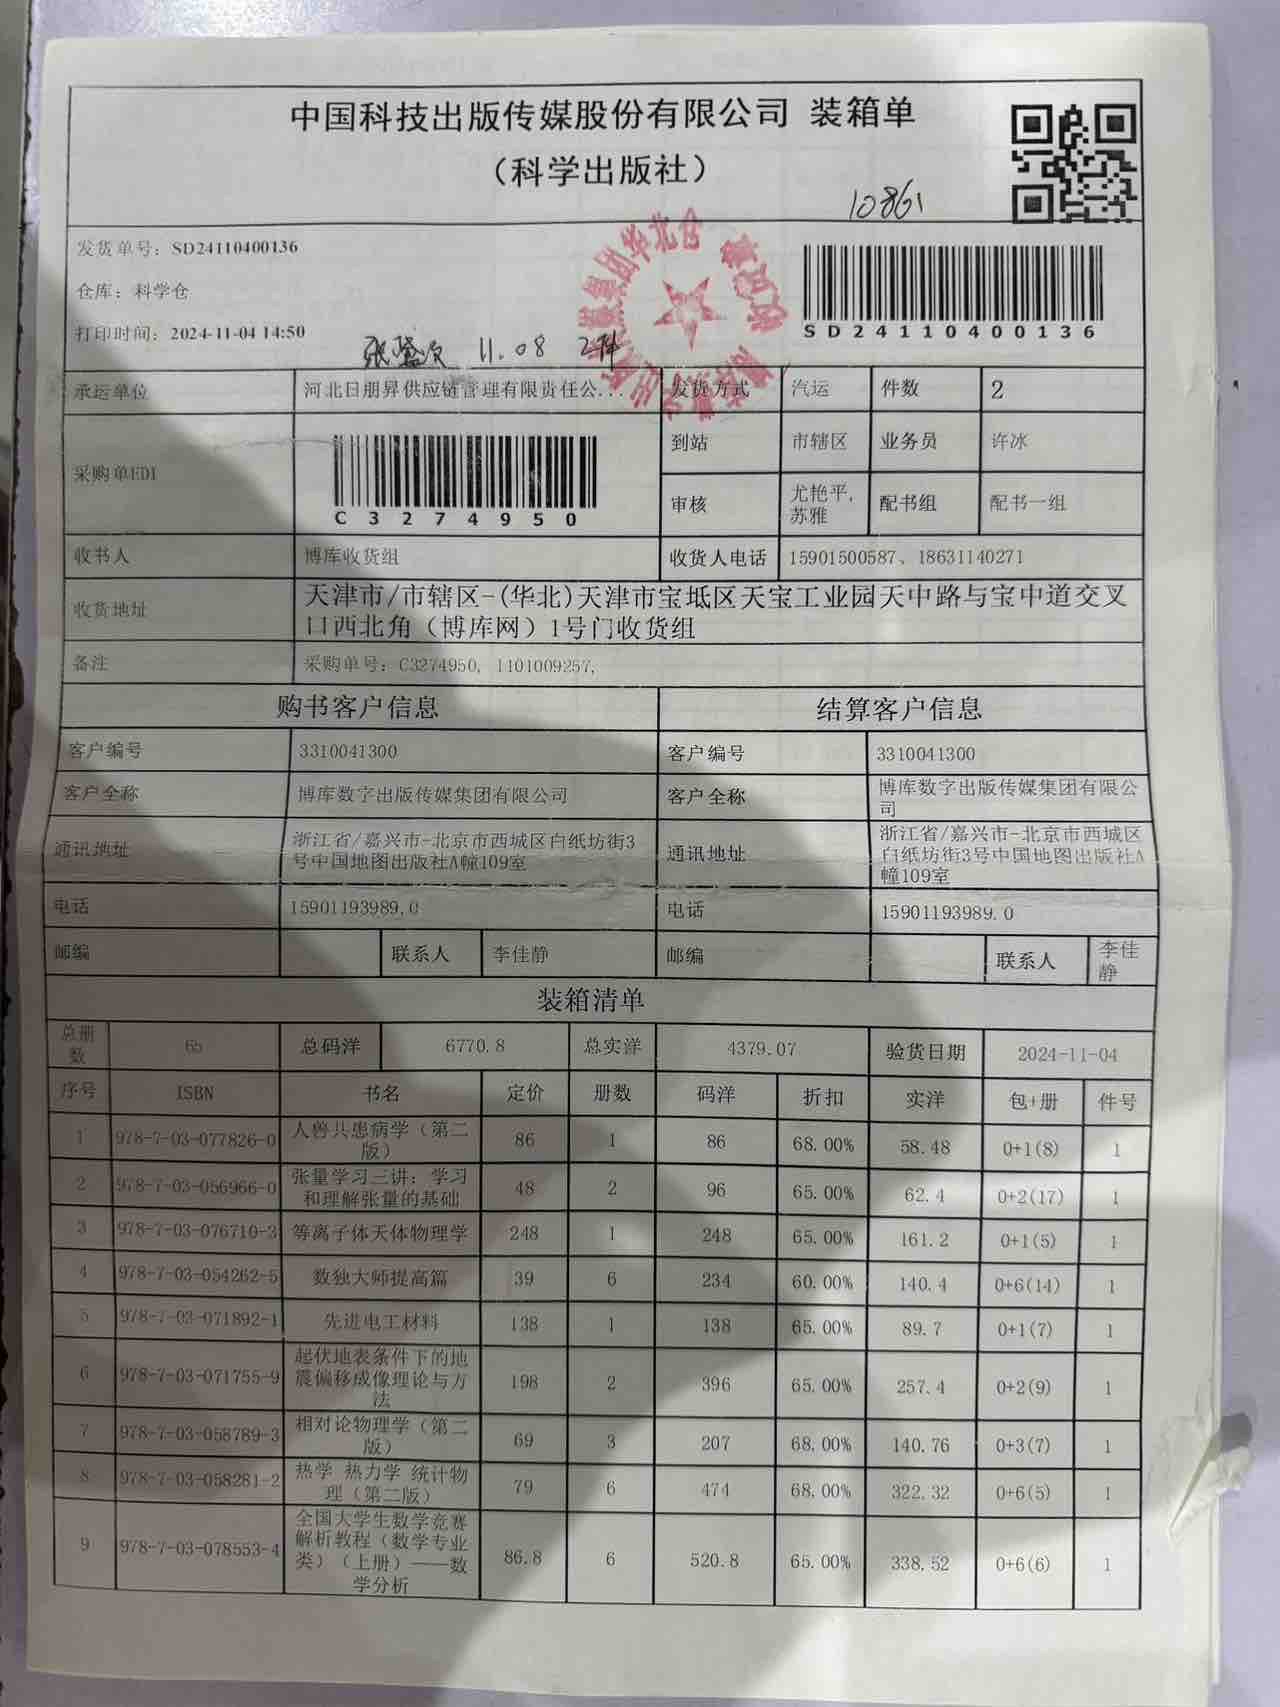 中国科技出版传媒股份有限公司 装箱单
（科学出版社）
10861
发货单号：SD24110400136
仓库：科学仓
打印时间：2024-11-04 14:50
SD24110400136
11.08 2件
承运单位 河北日朋昇供应链管理有限责任公... 发货方式 汽运 件数 2
采购单EDI C3274950 到站 市辖区 业务员 许冰
审核 尤艳平, 苏雅 配书组 配书一组
收书人 博库收货组 收货人电话 15901500587、18631140271
收货地址 天津市/市辖区-(华北)天津市宝坻区天宝工业园天中路与宝中道交叉
口西北角（博库网）1号门收货组
备注 采购单号：C3274950, 1101009257,
购书客户信息 结算客户信息
客户编号 3310041300 客户编号 3310041300
客户全称 博库数字出版传媒集团有限公司 客户全称 博库数字出版传媒集团有限公司
通讯地址 浙江省/嘉兴市-北京市西城区白纸坊街3号中国地图出版社A幢109室 通讯地址 浙江省/嘉兴市-北京市西城区白纸坊街3号中国地图出版社A幢109室
电话 15901193989.0 电话 15901193989.0
邮编 联系人 李佳静 邮编 联系人 李佳静
装箱清单
总册数 65 总码洋 6770.8 总实洋 4379.07 验货日期 2024-11-04
序号 ISBN 书名 定价 册数 码洋 折扣 实洋 包+册 件号
1 978-7-03-077826-0 人兽共患病学（第二版） 86 1 86 68.00% 58.48 0+1(8) 1
2 978-7-03-056966-0 张量学习三讲：学习和理解张量的基础 48 2 96 65.00% 62.4 0+2(17) 1
3 978-7-03-076710-3 等离子体天体物理学 248 1 248 65.00% 161.2 0+1(5) 1
4 978-7-03-054262-5 数独大师提高篇 39 6 234 60.00% 140.4 0+6(14) 1
5 978-7-03-071892-1 先进电工材料 138 1 138 65.00% 89.7 0+1(7) 1
6 978-7-03-071755-9 起伏地表条件下的地震偏移成像理论与方法 198 2 396 65.00% 257.4 0+2(9) 1
7 978-7-03-058789-3 相对论物理学（第二版） 69 3 207 68.00% 140.76 0+3(7) 1
8 978-7-03-058281-2 热学 热力学 统计物理（第二版） 79 6 474 68.00% 322.32 0+6(5) 1
9 978-7-03-078553-4 全国大学生数学竞赛解析教程（数学专业类）（上册）——数学分析 86.8 6 520.8 65.00% 338.52 0+6(6) 1